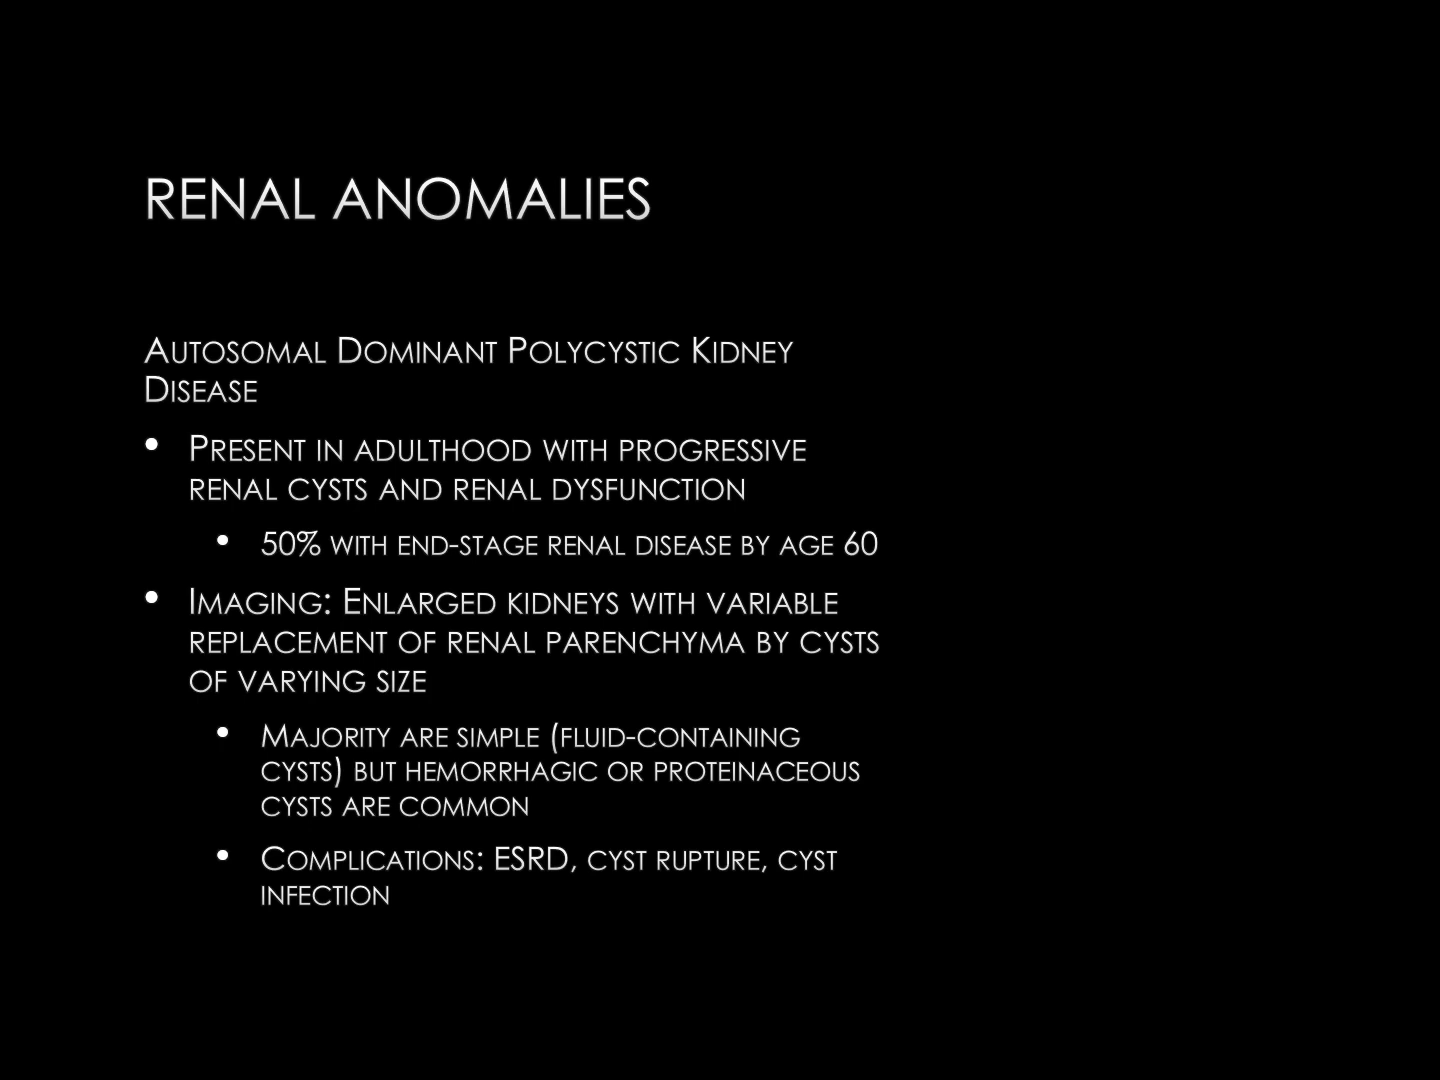 RENAL ANOMALIES
Autosomal Dominant Polycystic Kidney
Disease
• Present in adulthood with progressive
renal cysts and renal dysfunction
• 50% with end-stage renal disease by age 60
• Imaging: Enlarged kidneys with variable
replacement of renal parenchyma by cysts
of varying size
• Majority are simple (fluid-containing
cysts) but hemorrhagic or proteinaceous
cysts are common
• Complications: ESRD, cyst rupture, cyst
infection